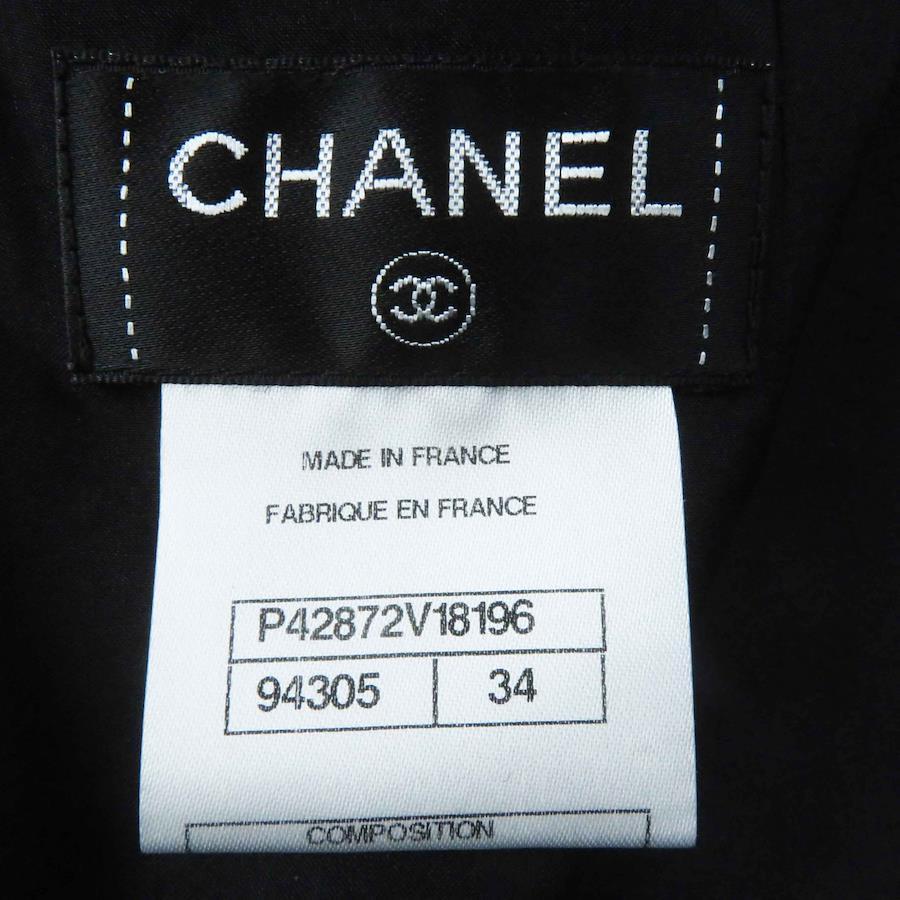 CHANEL
MADE IN FRANCE
FABRIQUE EN FRANCE
P42872V18196
94305 34
COMPOSITION